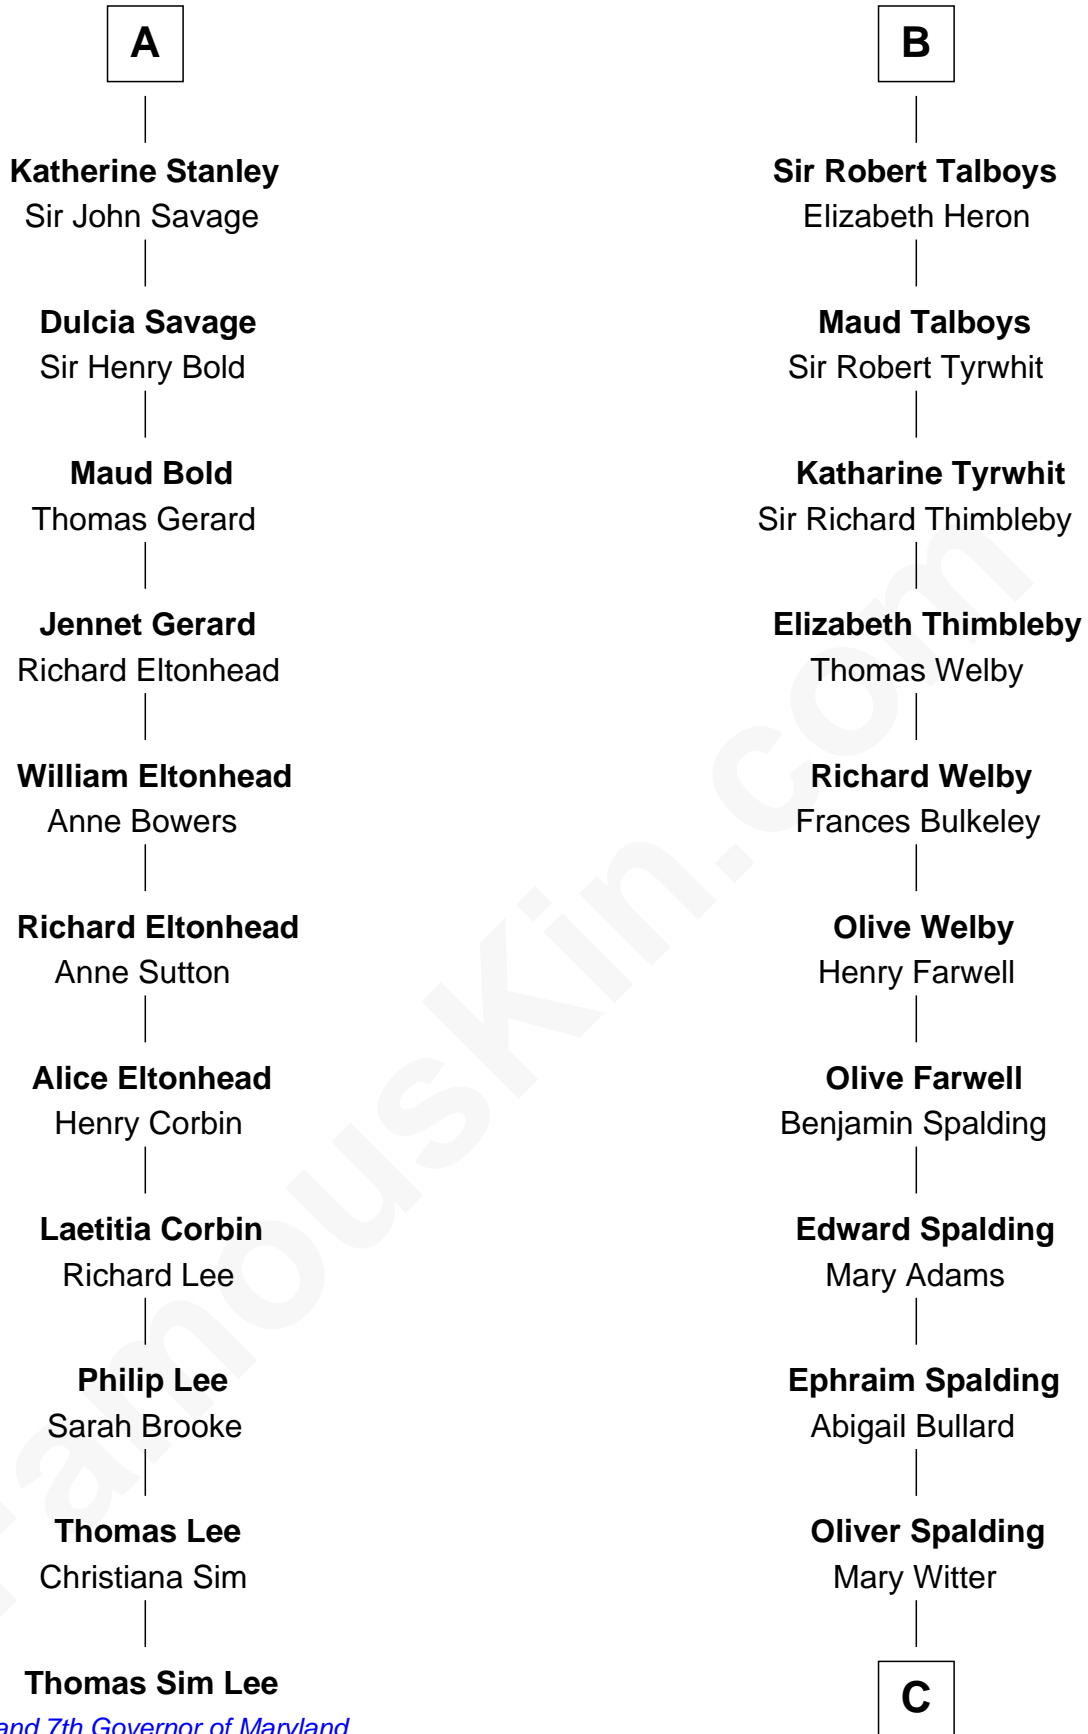 A
Katherine Stanley
Sir John Savage
Dulcia Savage
Sir Henry Bold
Maud Bold
Thomas Gerard
Jennet Gerard
Richard Eltonhead
William Eltonhead
Anne Bowers
Richard Eltonhead
Anne Sutton
Alice Eltonhead
Henry Corbin
Laetitia Corbin
Richard Lee
Philip Lee
Sarah Brooke
Thomas Lee
Christiana Sim
Thomas Sim Lee
and 7th Governor of Maryland
B
Sir Robert Talboys
Elizabeth Heron
Maud Talboys
Sir Robert Tyrwhit
Katharine Tyrwhit
Sir Richard Thimbleby
Elizabeth Thimbleby
Thomas Welby
Richard Welby
Frances Bulkeley
Olive Welby
Henry Farwell
Olive Farwell
Benjamin Spalding
Edward Spalding
Mary Adams
Ephraim Spalding
Abigail Bullard
Oliver Spalding
Mary Witter
C
FamousKin.com